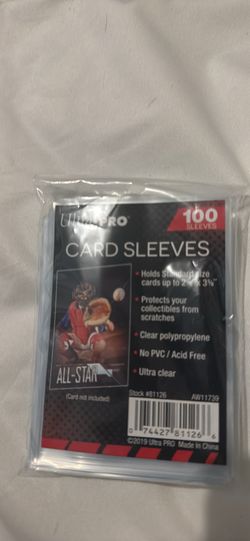 Ultra PRO
100
SLEEVES
CARD SLEEVES
• Holds Standard size
cards up to 2⅝" X 3⅝"
• Protects your
collectibles from
scratches
• Clear polypropylene
• No PVC / Acid Free
• Ultra clear
ALL-STAR
(Card not included)
Stock #81126
AW11739
0 74427 81126 6
©2019 Ultra PRO Made in China